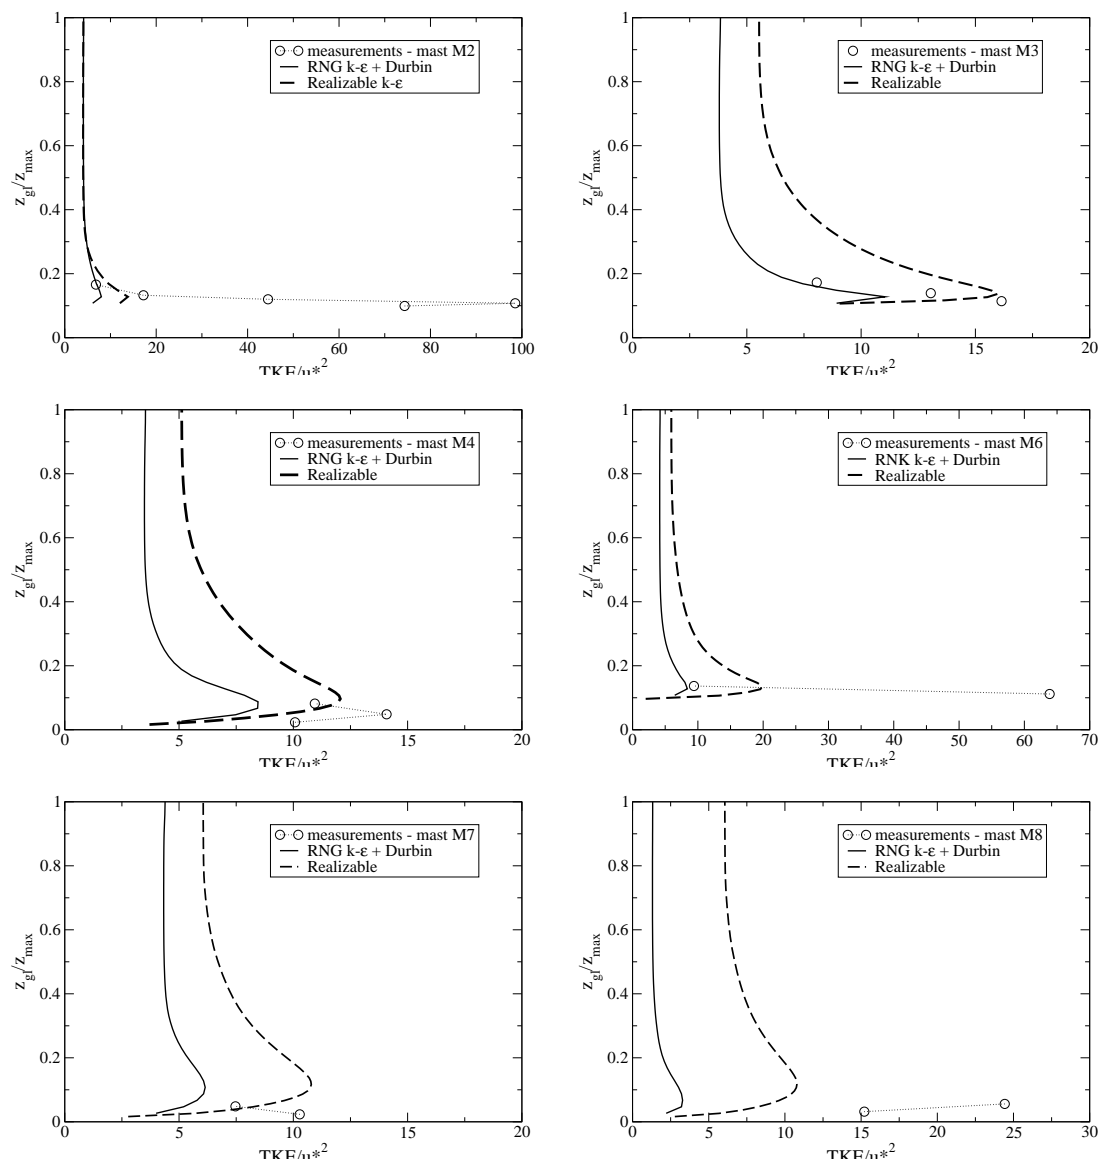 1
0.8
0.6
0.4
0.2
0
z_gl/z_max
measurements - mast M2
RNG k-ε + Durbin
Realizable k-ε
0 20 40 60 80 100
TKE/u*^2
1
0.8
0.6
0.4
0.2
0
z_gl/z_max
measurements - mast M3
RNG k-ε + Durbin
Realizable
0 5 10 15 20
TKE/u*^2
1
0.8
0.6
0.4
0.2
0
z_gl/z_max
measurements - mast M4
RNG k-ε + Durbin
Realizable
0 5 10 15 20
TKE/u*^2
1
0.8
0.6
0.4
0.2
0
z_gl/z_max
measurements - mast M6
RNK k-ε + Durbin
Realizable
0 10 20 30 40 50 60 70
TKE/u*^2
1
0.8
0.6
0.4
0.2
0
z_gl/z_max
measurements - mast M7
RNG k-ε + Durbin
Realizable
0 5 10 15 20
TKE/u*^2
1
0.8
0.6
0.4
0.2
0
z_gl/z_max
measurements - mast M8
RNG k-ε + Durbin
Realizable
0 5 10 15 20 25 30
TKE/u*^2